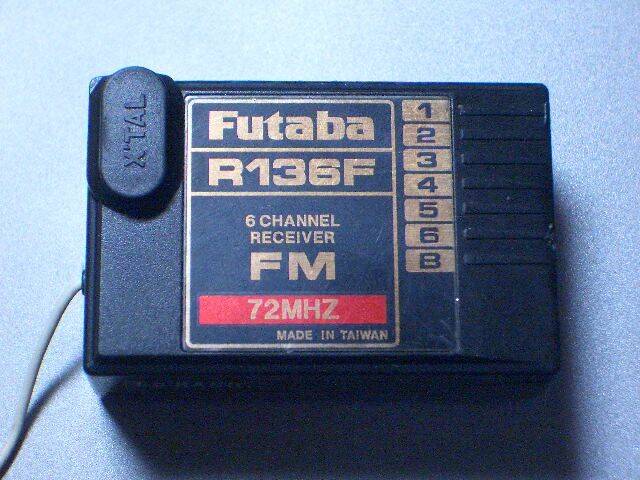 X'TAL
Futaba
R136F
6 CHANNEL
RECEIVER
FM
72MHZ
MADE IN TAIWAN
1
2
3
4
5
6
B